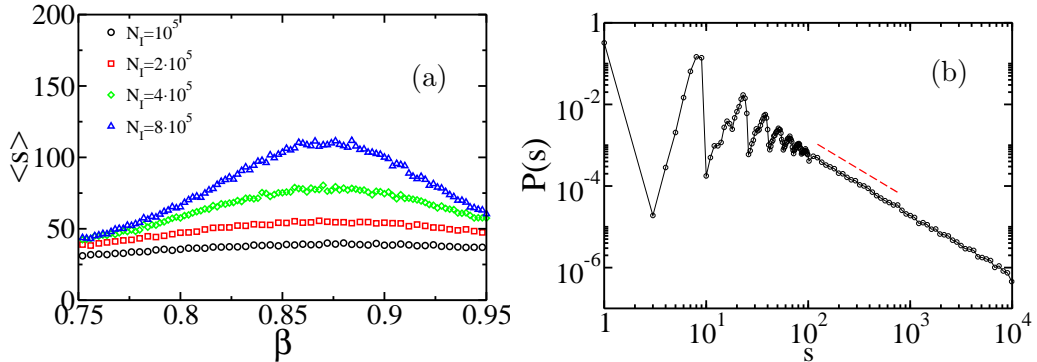 200
150
100
50
0
<s>
N_I=10^5
N_I=2·10^5
N_I=4·10^5
N_I=8·10^5
(a)
0.75 0.8 0.85 0.9 0.95
β
1
10^-2
10^-4
10^-6
P(s)
(b)
1 10^1 10^2 10^3 10^4
s